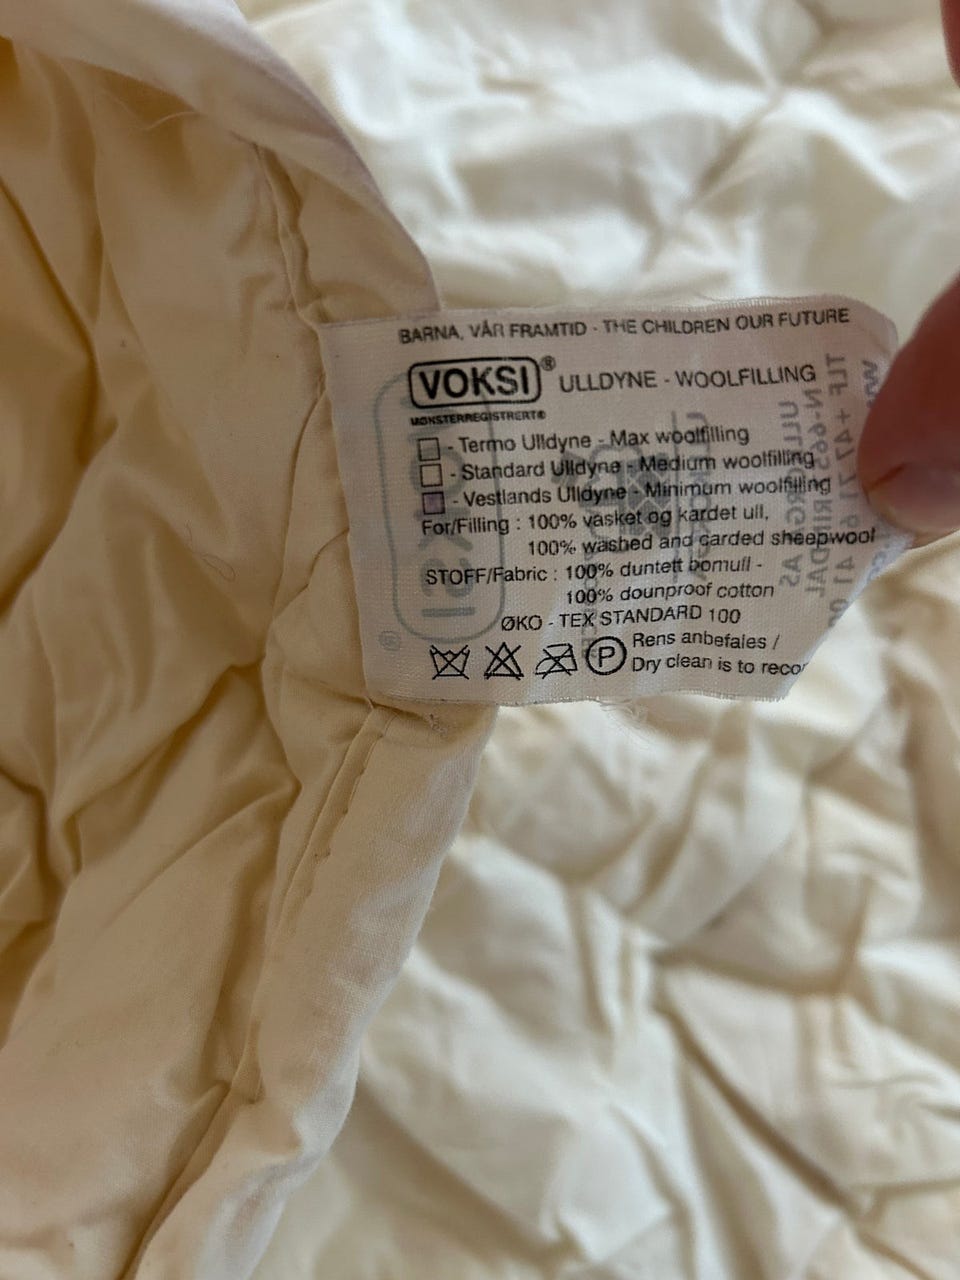 BARNA, VÅR FRAMTID - THE CHILDREN OUR FUTURE
VOKSI® ULLDYNE - WOOLFILLING
MØNSTERREGISTRERT®
- Termo Ulldyne - Max woolfilling
- Standard Ulldyne - Medium woolfilling
- Vestlands Ulldyne - Minimum woolfilling
For/Filling : 100% vasket og kardet ull,
100% washed and carded sheepwool
STOFF/Fabric : 100% duntett bomull -
100% dounproof cotton
ØKO - TEX STANDARD 100
P Rens anbefales /
Dry clean is to recor